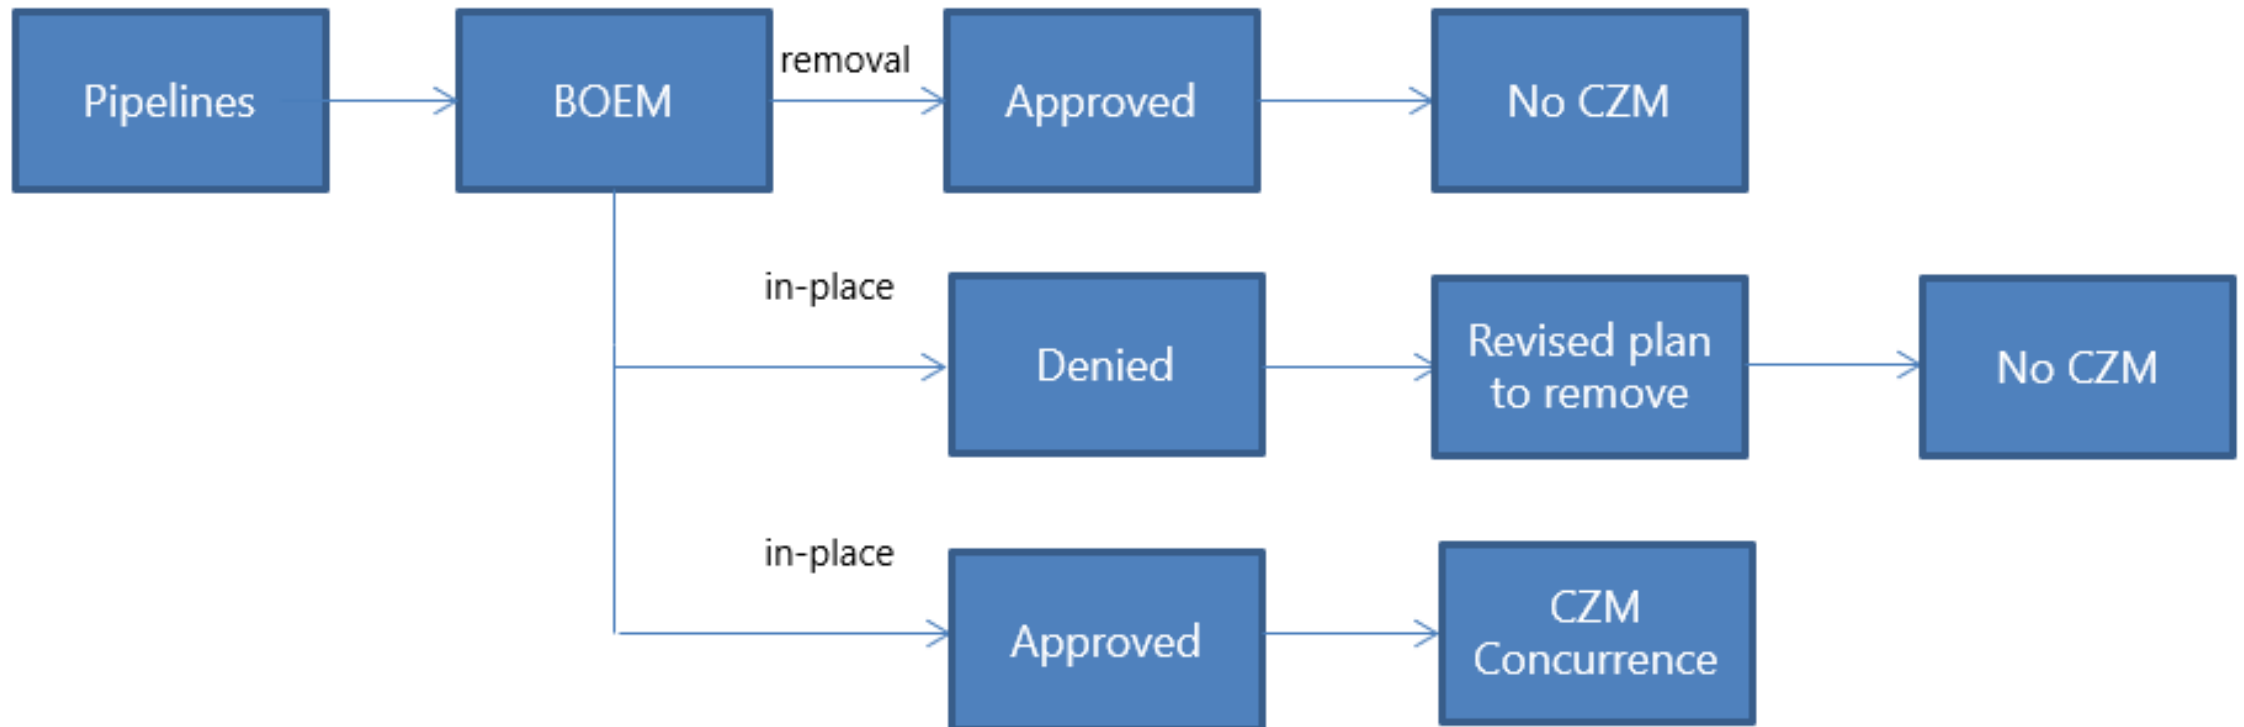 Pipelines
BOEM
removal
Approved
No CZM
in-place
Denied
Revised plan
to remove
No CZM
in-place
Approved
CZM
Concurrence